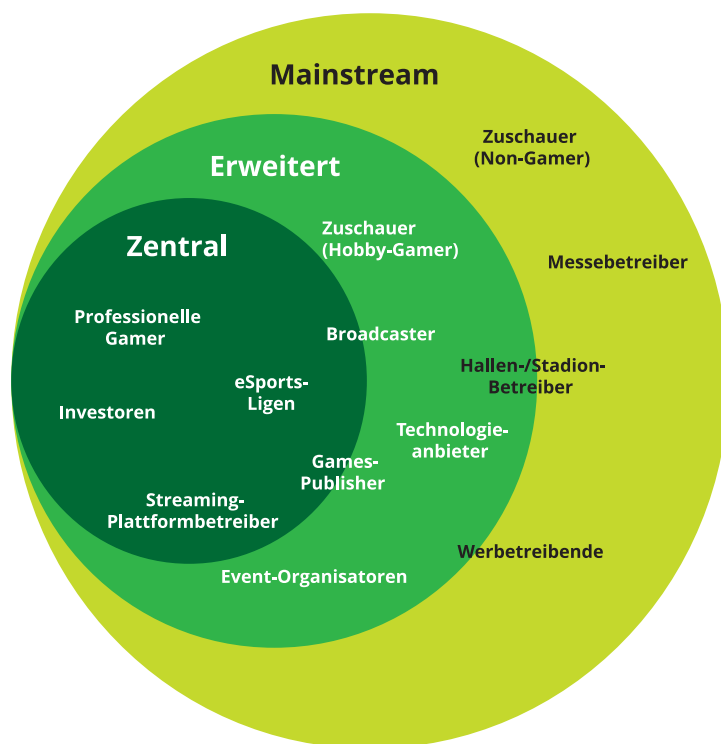 Mainstream
Zuschauer
(Non-Gamer)
Erweitert
Zuschauer
(Hobby-Gamer)
Zentral
Messebetreiber
Professionelle
Gamer
Broadcaster
Hallen-/Stadion-
Betreiber
eSports-
Ligen
Investoren
Technologie-
anbieter
Games-
Publisher
Streaming-
Plattformbetreiber
Werbetreibende
Event-Organisatoren